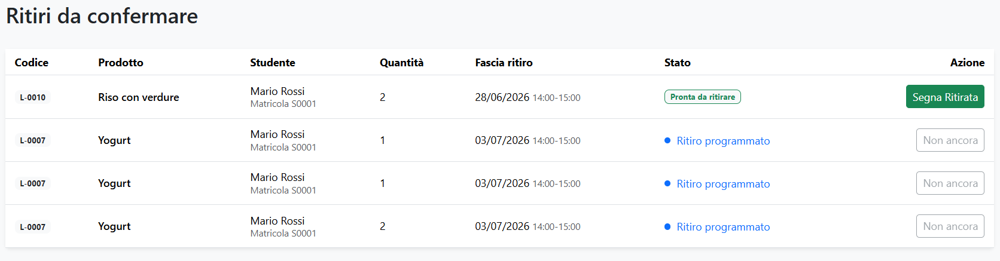 Ritiri da confermare
Codice Prodotto Studente Quantità Fascia ritiro Stato Azione
L-0010 Riso con verdure Mario Rossi 2 28/06/2026 14:00-15:00 Pronta da ritirare Segna Ritirata
Matricola S0001
L-0007 Yogurt Mario Rossi 1 03/07/2026 14:00-15:00 Ritiro programmato Non ancora
Matricola S0001
L-0007 Yogurt Mario Rossi 1 03/07/2026 14:00-15:00 Ritiro programmato Non ancora
Matricola S0001
L-0007 Yogurt Mario Rossi 2 03/07/2026 14:00-15:00 Ritiro programmato Non ancora
Matricola S0001